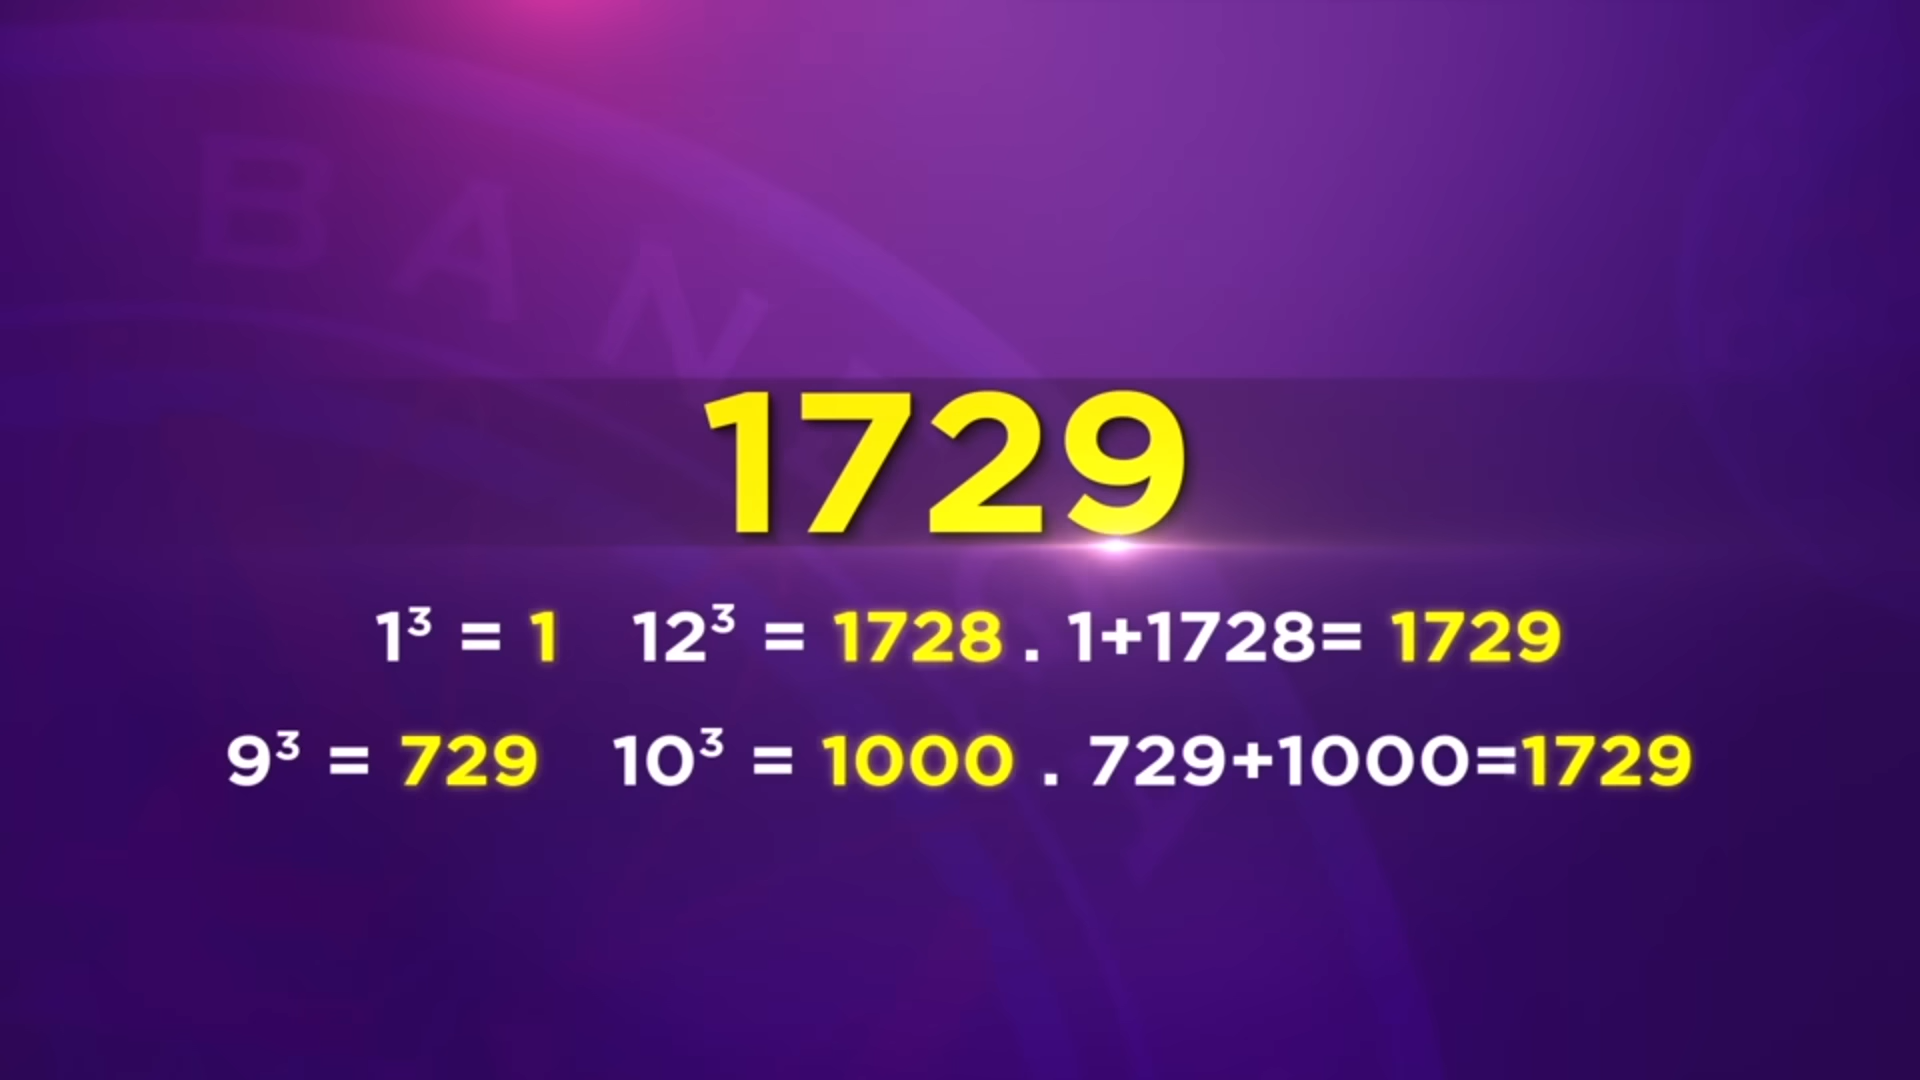 1729
1³ = 1 12³ = 1728 . 1+1728= 1729
9³ = 729 10³ = 1000 . 729+1000=1729